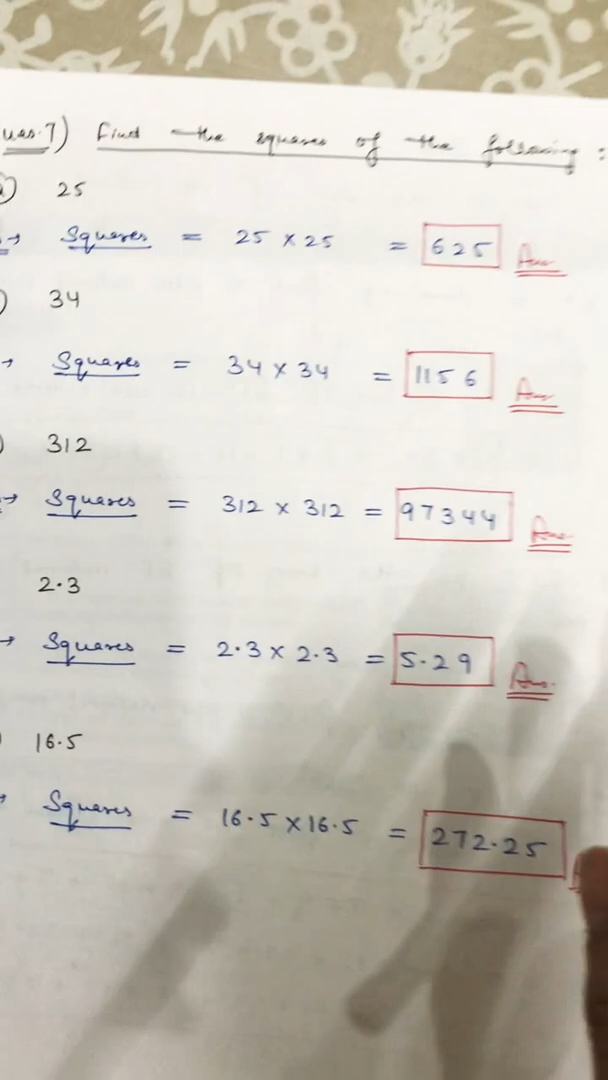 ues.7) Find the squares of the following :
25
→ Squares = 25 × 25 = 625 Ans
34
→ Squares = 34 × 34 = 1156 Ans
312
→ Squares = 312 × 312 = 97344 Ans.
2.3
→ Squares = 2.3 × 2.3 = 5.29 Ans.
16.5
Squares = 16.5 × 16.5 = 272.25